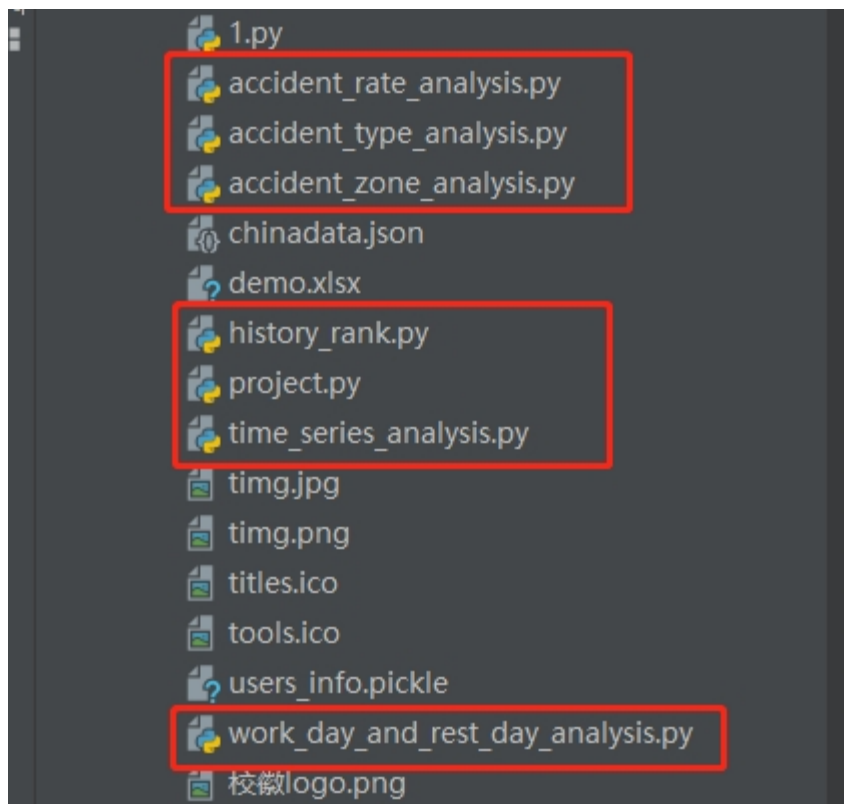 1.py
accident_rate_analysis.py
accident_type_analysis.py
accident_zone_analysis.py
chinadata.json
demo.xlsx
history_rank.py
project.py
time_series_analysis.py
timg.jpg
timg.png
titles.ico
tools.ico
users_info.pickle
work_day_and_rest_day_analysis.py
校徽logo.png